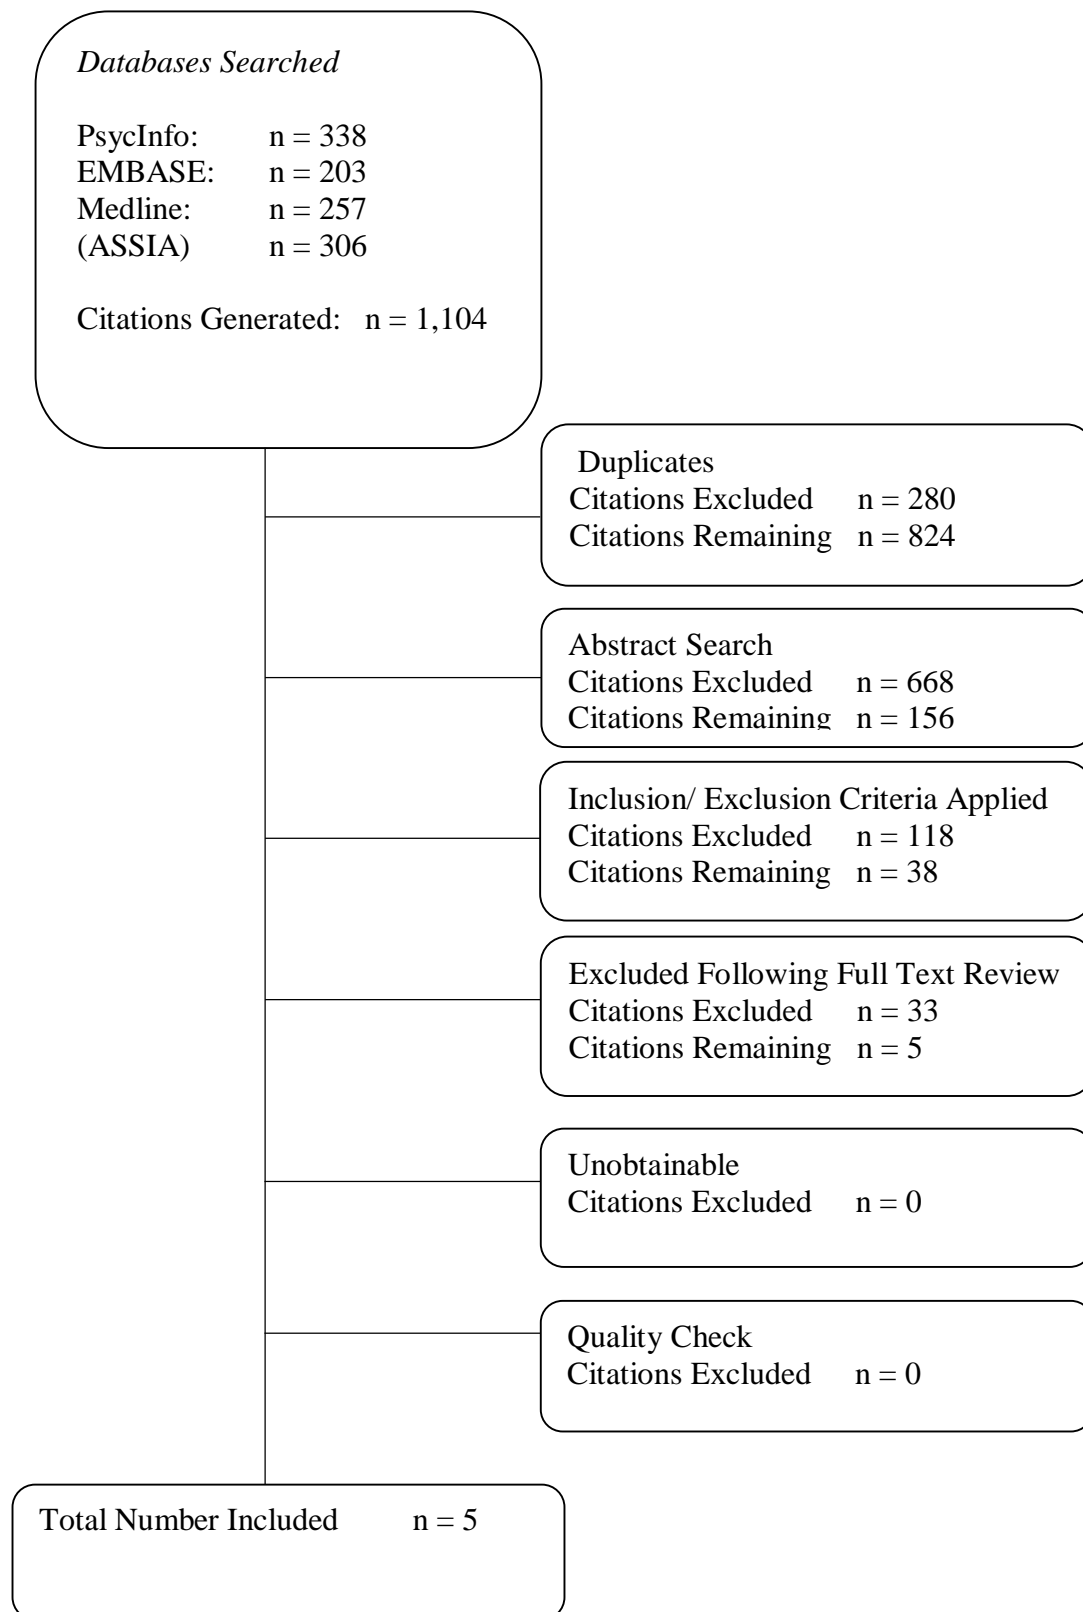 Databases Searched
PsycInfo: n = 338
EMBASE: n = 203
Medline: n = 257
(ASSIA) n = 306
Citations Generated: n = 1,104
Duplicates
Citations Excluded n = 280
Citations Remaining n = 824
Abstract Search
Citations Excluded n = 668
Citations Remaining n = 156
Inclusion/ Exclusion Criteria Applied
Citations Excluded n = 118
Citations Remaining n = 38
Excluded Following Full Text Review
Citations Excluded n = 33
Citations Remaining n = 5
Unobtainable
Citations Excluded n = 0
Quality Check
Citations Excluded n = 0
Total Number Included n = 5